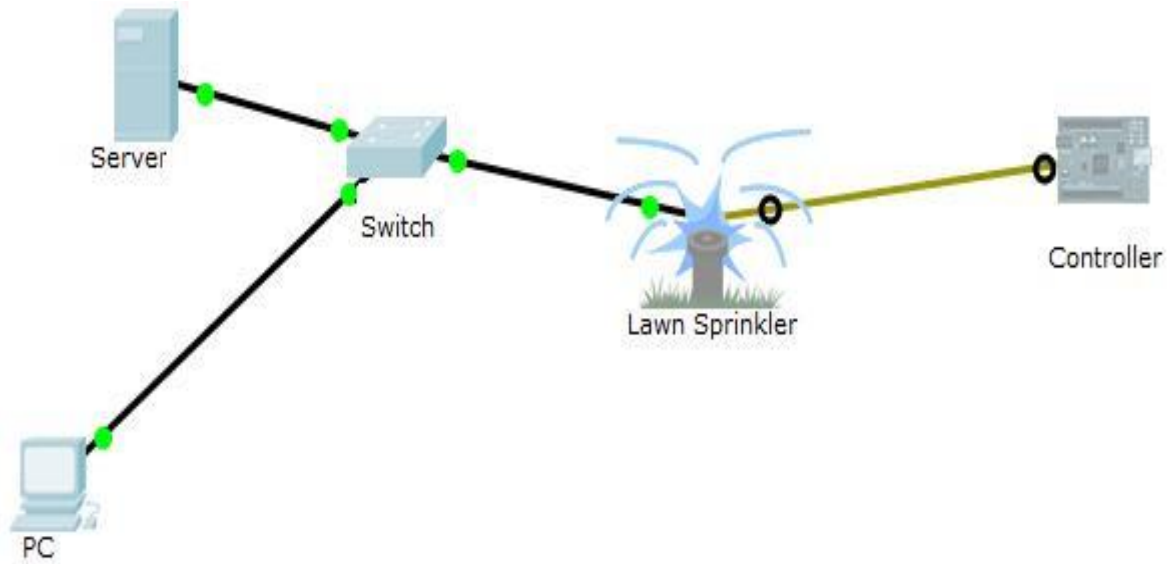 Server
Switch
Controller
Lawn Sprinkler
PC